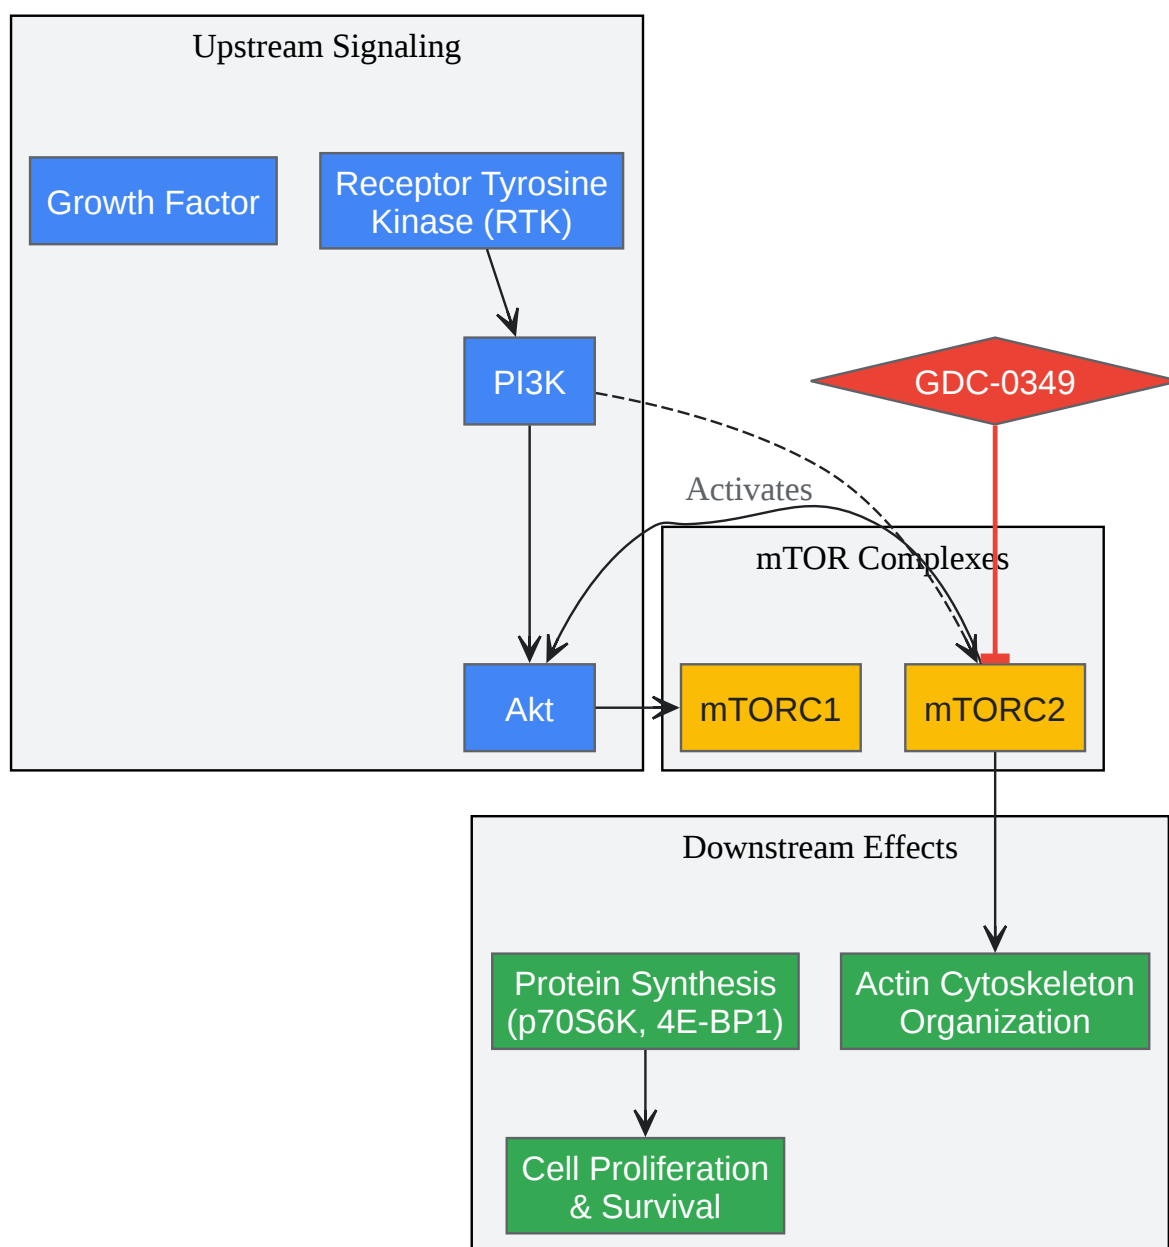 Upstream Signaling
Growth Factor
Receptor Tyrosine
Kinase (RTK)
PI3K
GDC-0349
Activates
mTOR Complexes
Akt
mTORC1
mTORC2
Downstream Effects
Protein Synthesis
(p70S6K, 4E-BP1)
Actin Cytoskeleton
Organization
Cell Proliferation
& Survival